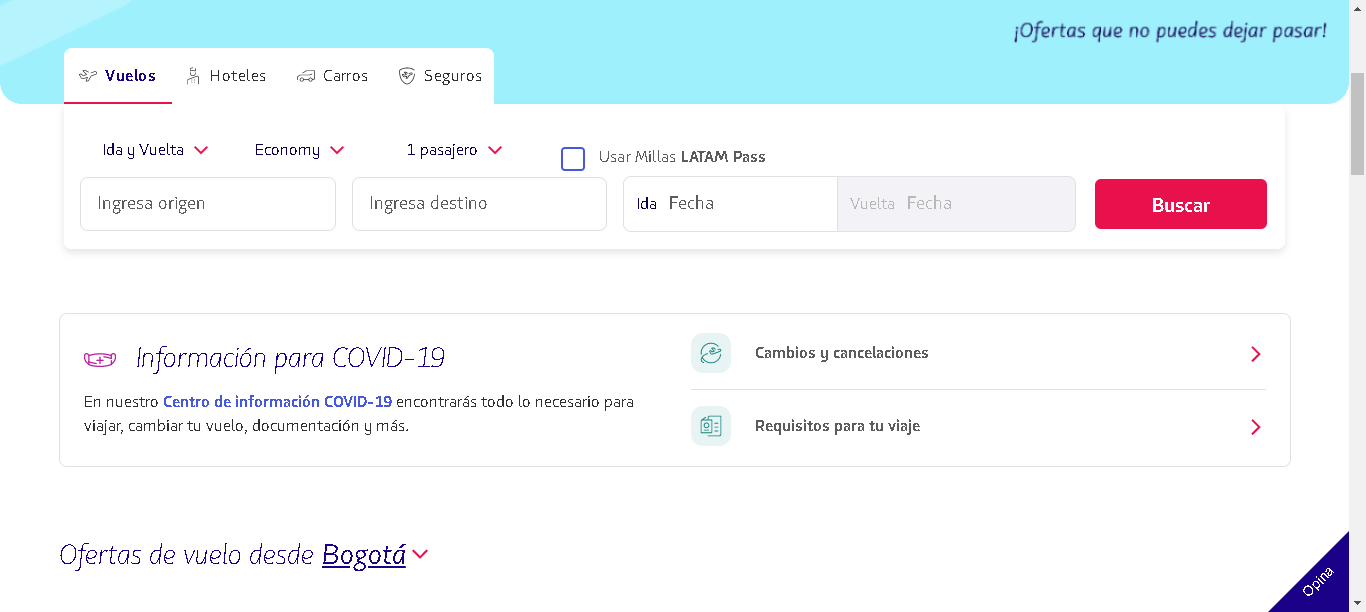 ¡Ofertas que no puedes dejar pasar!
Vuelos Hoteles Carros Seguros
Ida y Vuelta Economy 1 pasajero Usar Millas LATAM Pass
Ingresa origen Ingresa destino Ida Fecha Vuelta Fecha Buscar
Información para COVID-19
En nuestro Centro de información COVID-19 encontrarás todo lo necesario para
viajar, cambiar tu vuelo, documentación y más.
Cambios y cancelaciones
Requisitos para tu viaje
Ofertas de vuelo desde Bogotá
Opina